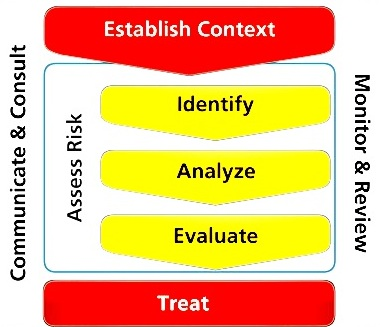 Establish Context
Communicate & Consult
Assess Risk
Identify
Analyze
Evaluate
Monitor & Review
Treat